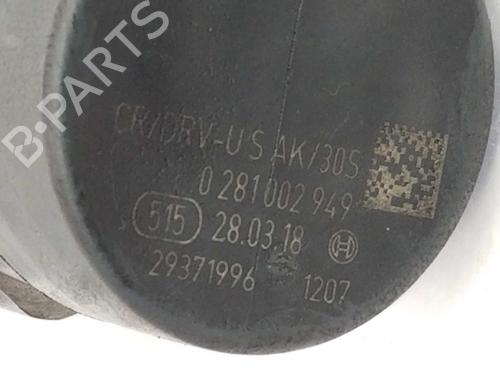 B-PARTS
CR/DRV-U S AK/30S
0 281 002 949
515 28.03.18
29371996 1207